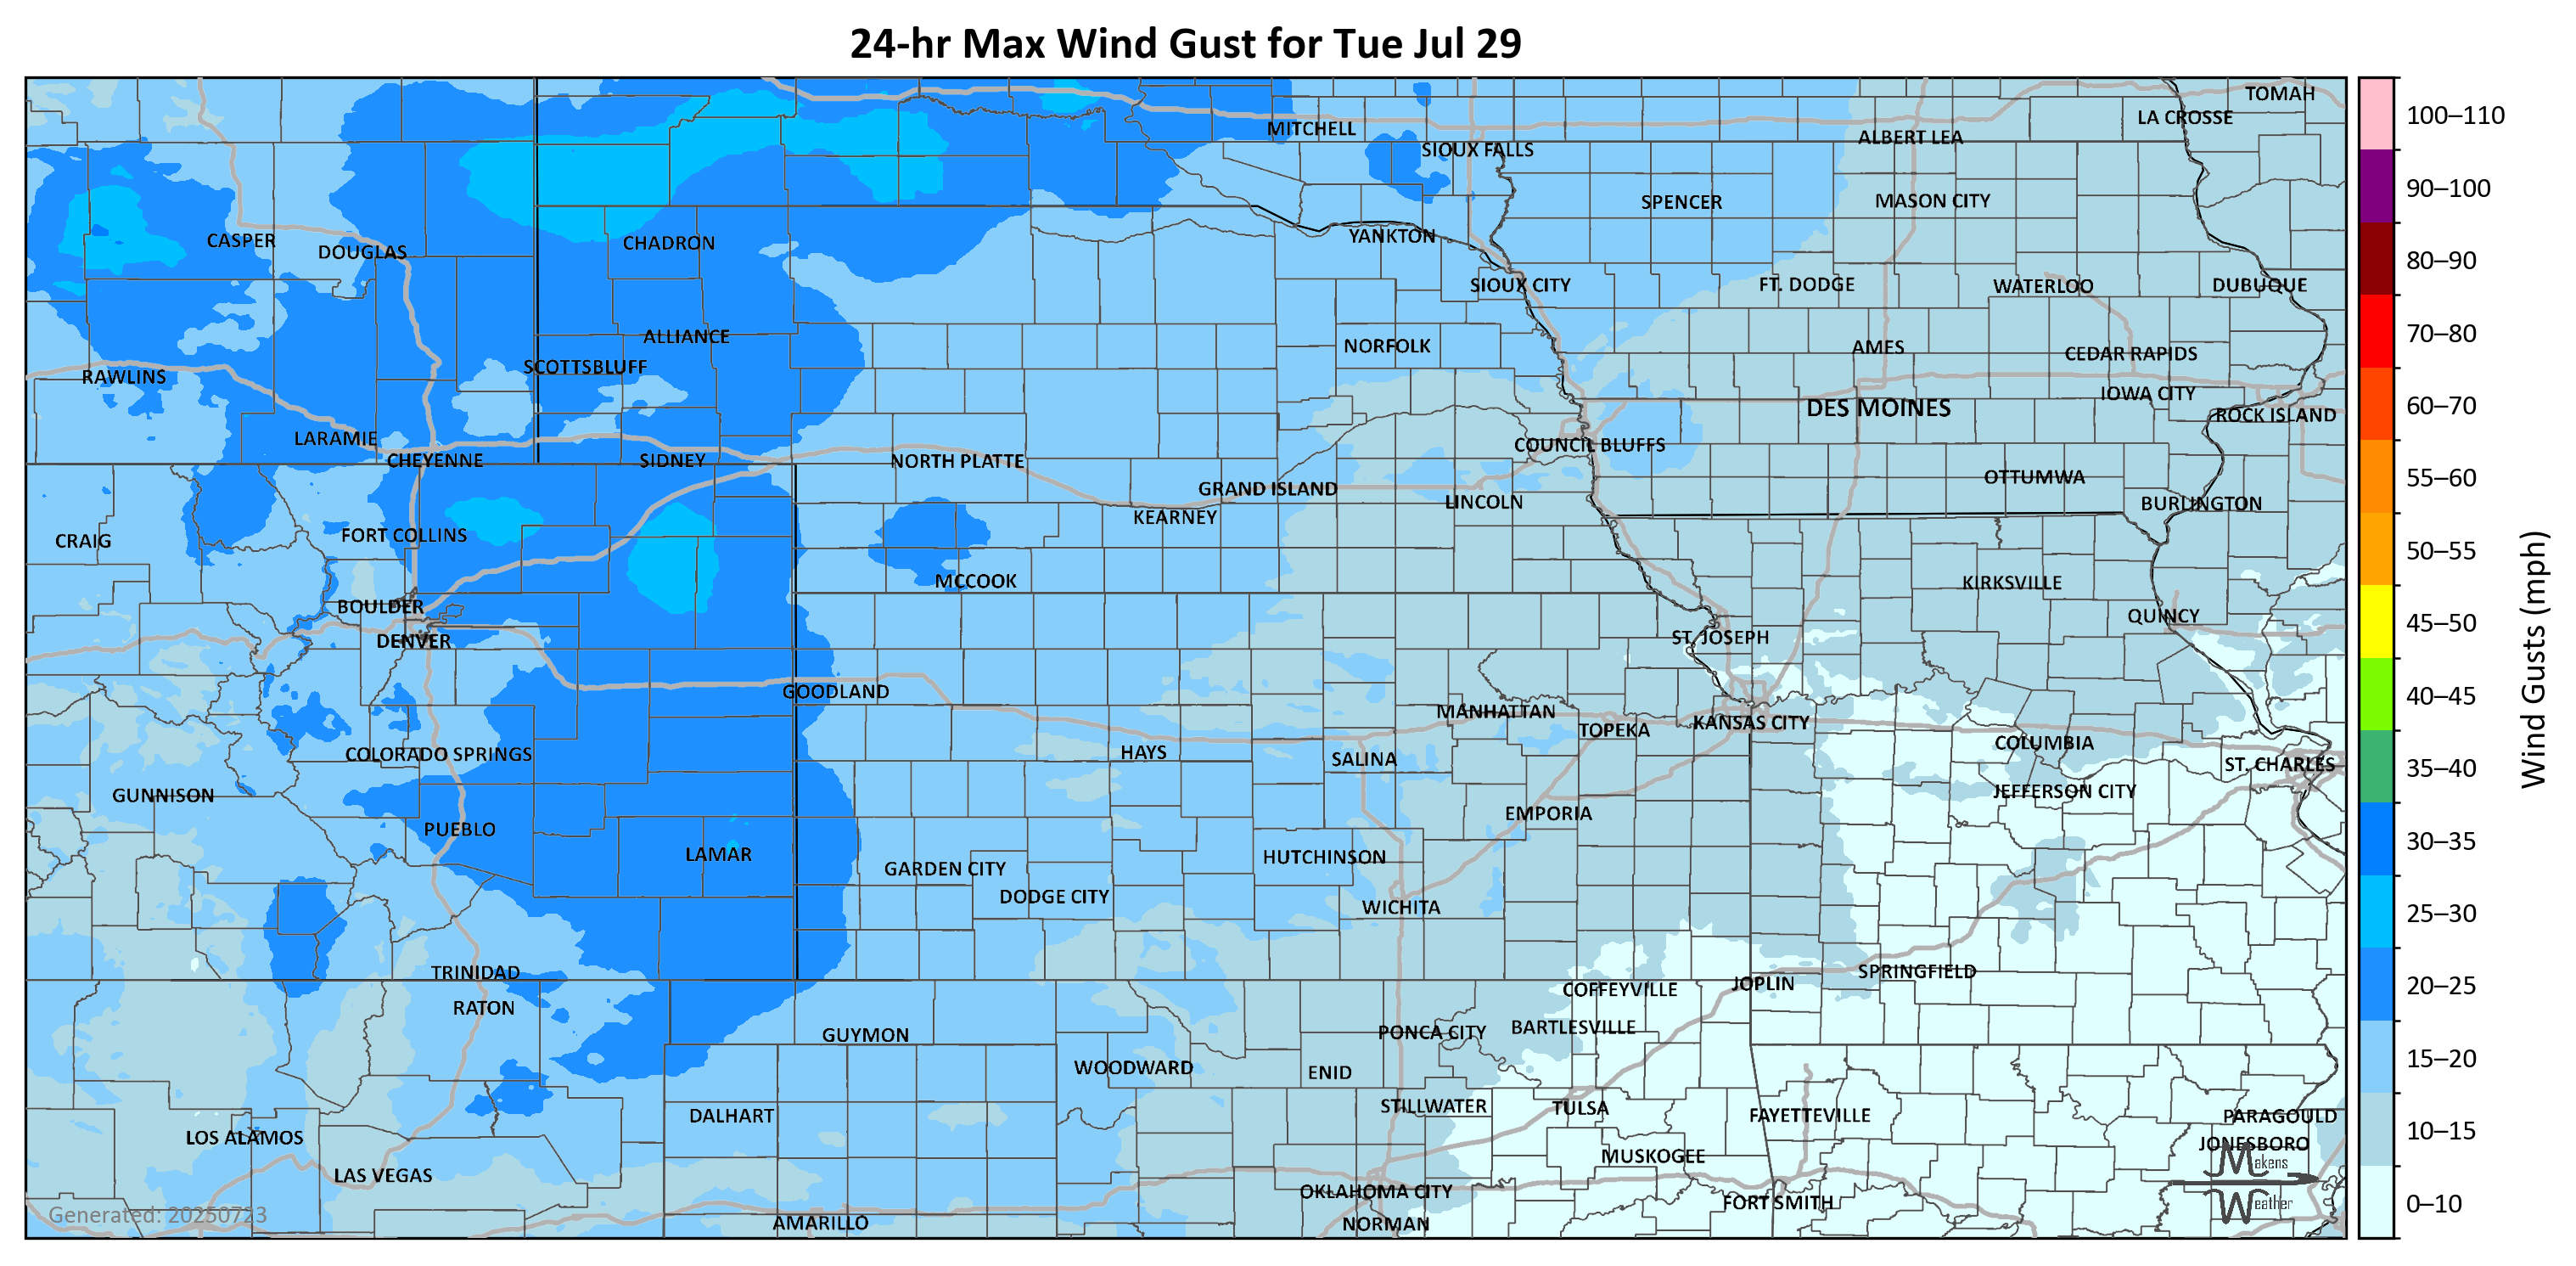 24-hr Max Wind Gust for Tue Jul 29
TOMAH
LA CROSSE
MITCHELL
ALBERT LEA
SIOUX FALLS
SPENCER
MASON CITY
CASPER
DOUGLAS
CHADRON
YANKTON
SIOUX CITY
FT. DODGE
WATERLOO
DUBUQUE
ALLIANCE
NORFOLK
AMES
CEDAR RAPIDS
SCOTTSBLUFF
RAWLINS
IOWA CITY
DES MOINES
ROCK ISLAND
LARAMIE
COUNCIL BLUFFS
CHEYENNE
SIDNEY
NORTH PLATTE
OTTUMWA
GRAND ISLAND
LINCOLN
BURLINGTON
KEARNEY
CRAIG
FORT COLLINS
MCCOOK
KIRKSVILLE
BOULDER
QUINCY
DENVER
ST. JOSEPH
GOODLAND
MANHATTAN
TOPEKA
KANSAS CITY
COLUMBIA
COLORADO SPRINGS
HAYS
SALINA
ST. CHARLES
GUNNISON
JEFFERSON CITY
EMPORIA
PUEBLO
LAMAR
HUTCHINSON
GARDEN CITY
DODGE CITY
WICHITA
TRINIDAD
SPRINGFIELD
JOPLIN
COFFEYVILLE
RATON
GUYMON
PONCA CITY
BARTLESVILLE
WOODWARD
ENID
DALHART
STILLWATER
TULSA
FAYETTEVILLE
PARAGOULD
LOS ALAMOS
JONESBORO
LAS VEGAS
MUSKOGEE
OKLAHOMA CITY
FORT SMITH
AMARILLO
NORMAN
Generated: 20250723
Makens
Weather
100–110
90–100
80–90
70–80
60–70
55–60
50–55
45–50
40–45
35–40
30–35
25–30
20–25
15–20
10–15
0–10
Wind Gusts (mph)